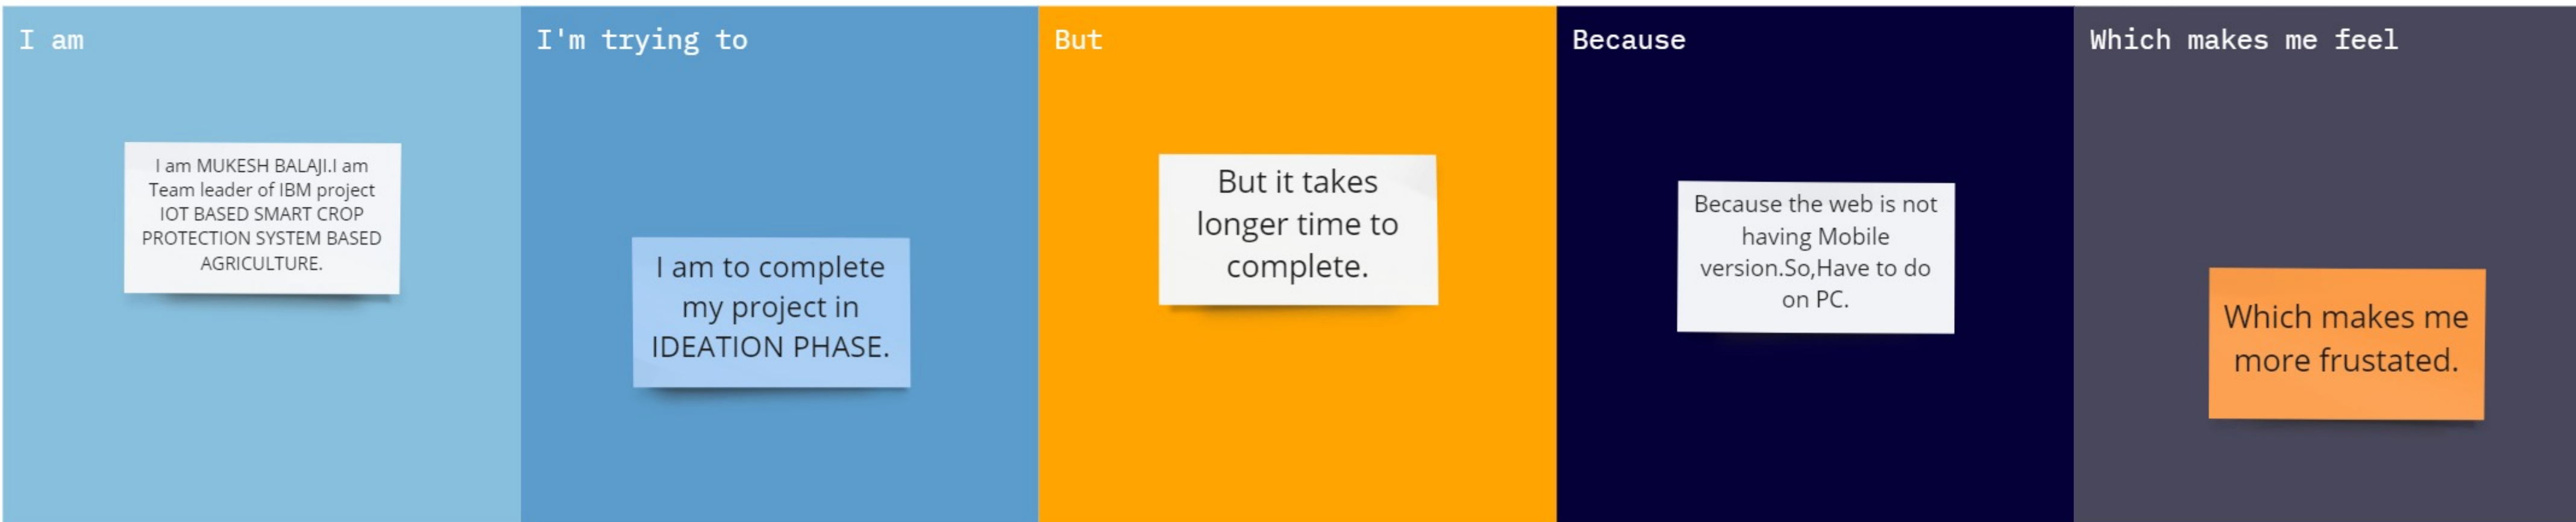 I am
I am MUKESH BALAJI.I am
Team leader of IBM project
IOT BASED SMART CROP
PROTECTION SYSTEM BASED
AGRICULTURE.
I'm trying to
I am to complete
my project in
IDEATION PHASE.
But
But it takes
longer time to
complete.
Because
Because the web is not
having Mobile
version.So,Have to do
on PC.
Which makes me feel
Which makes me
more frustated.